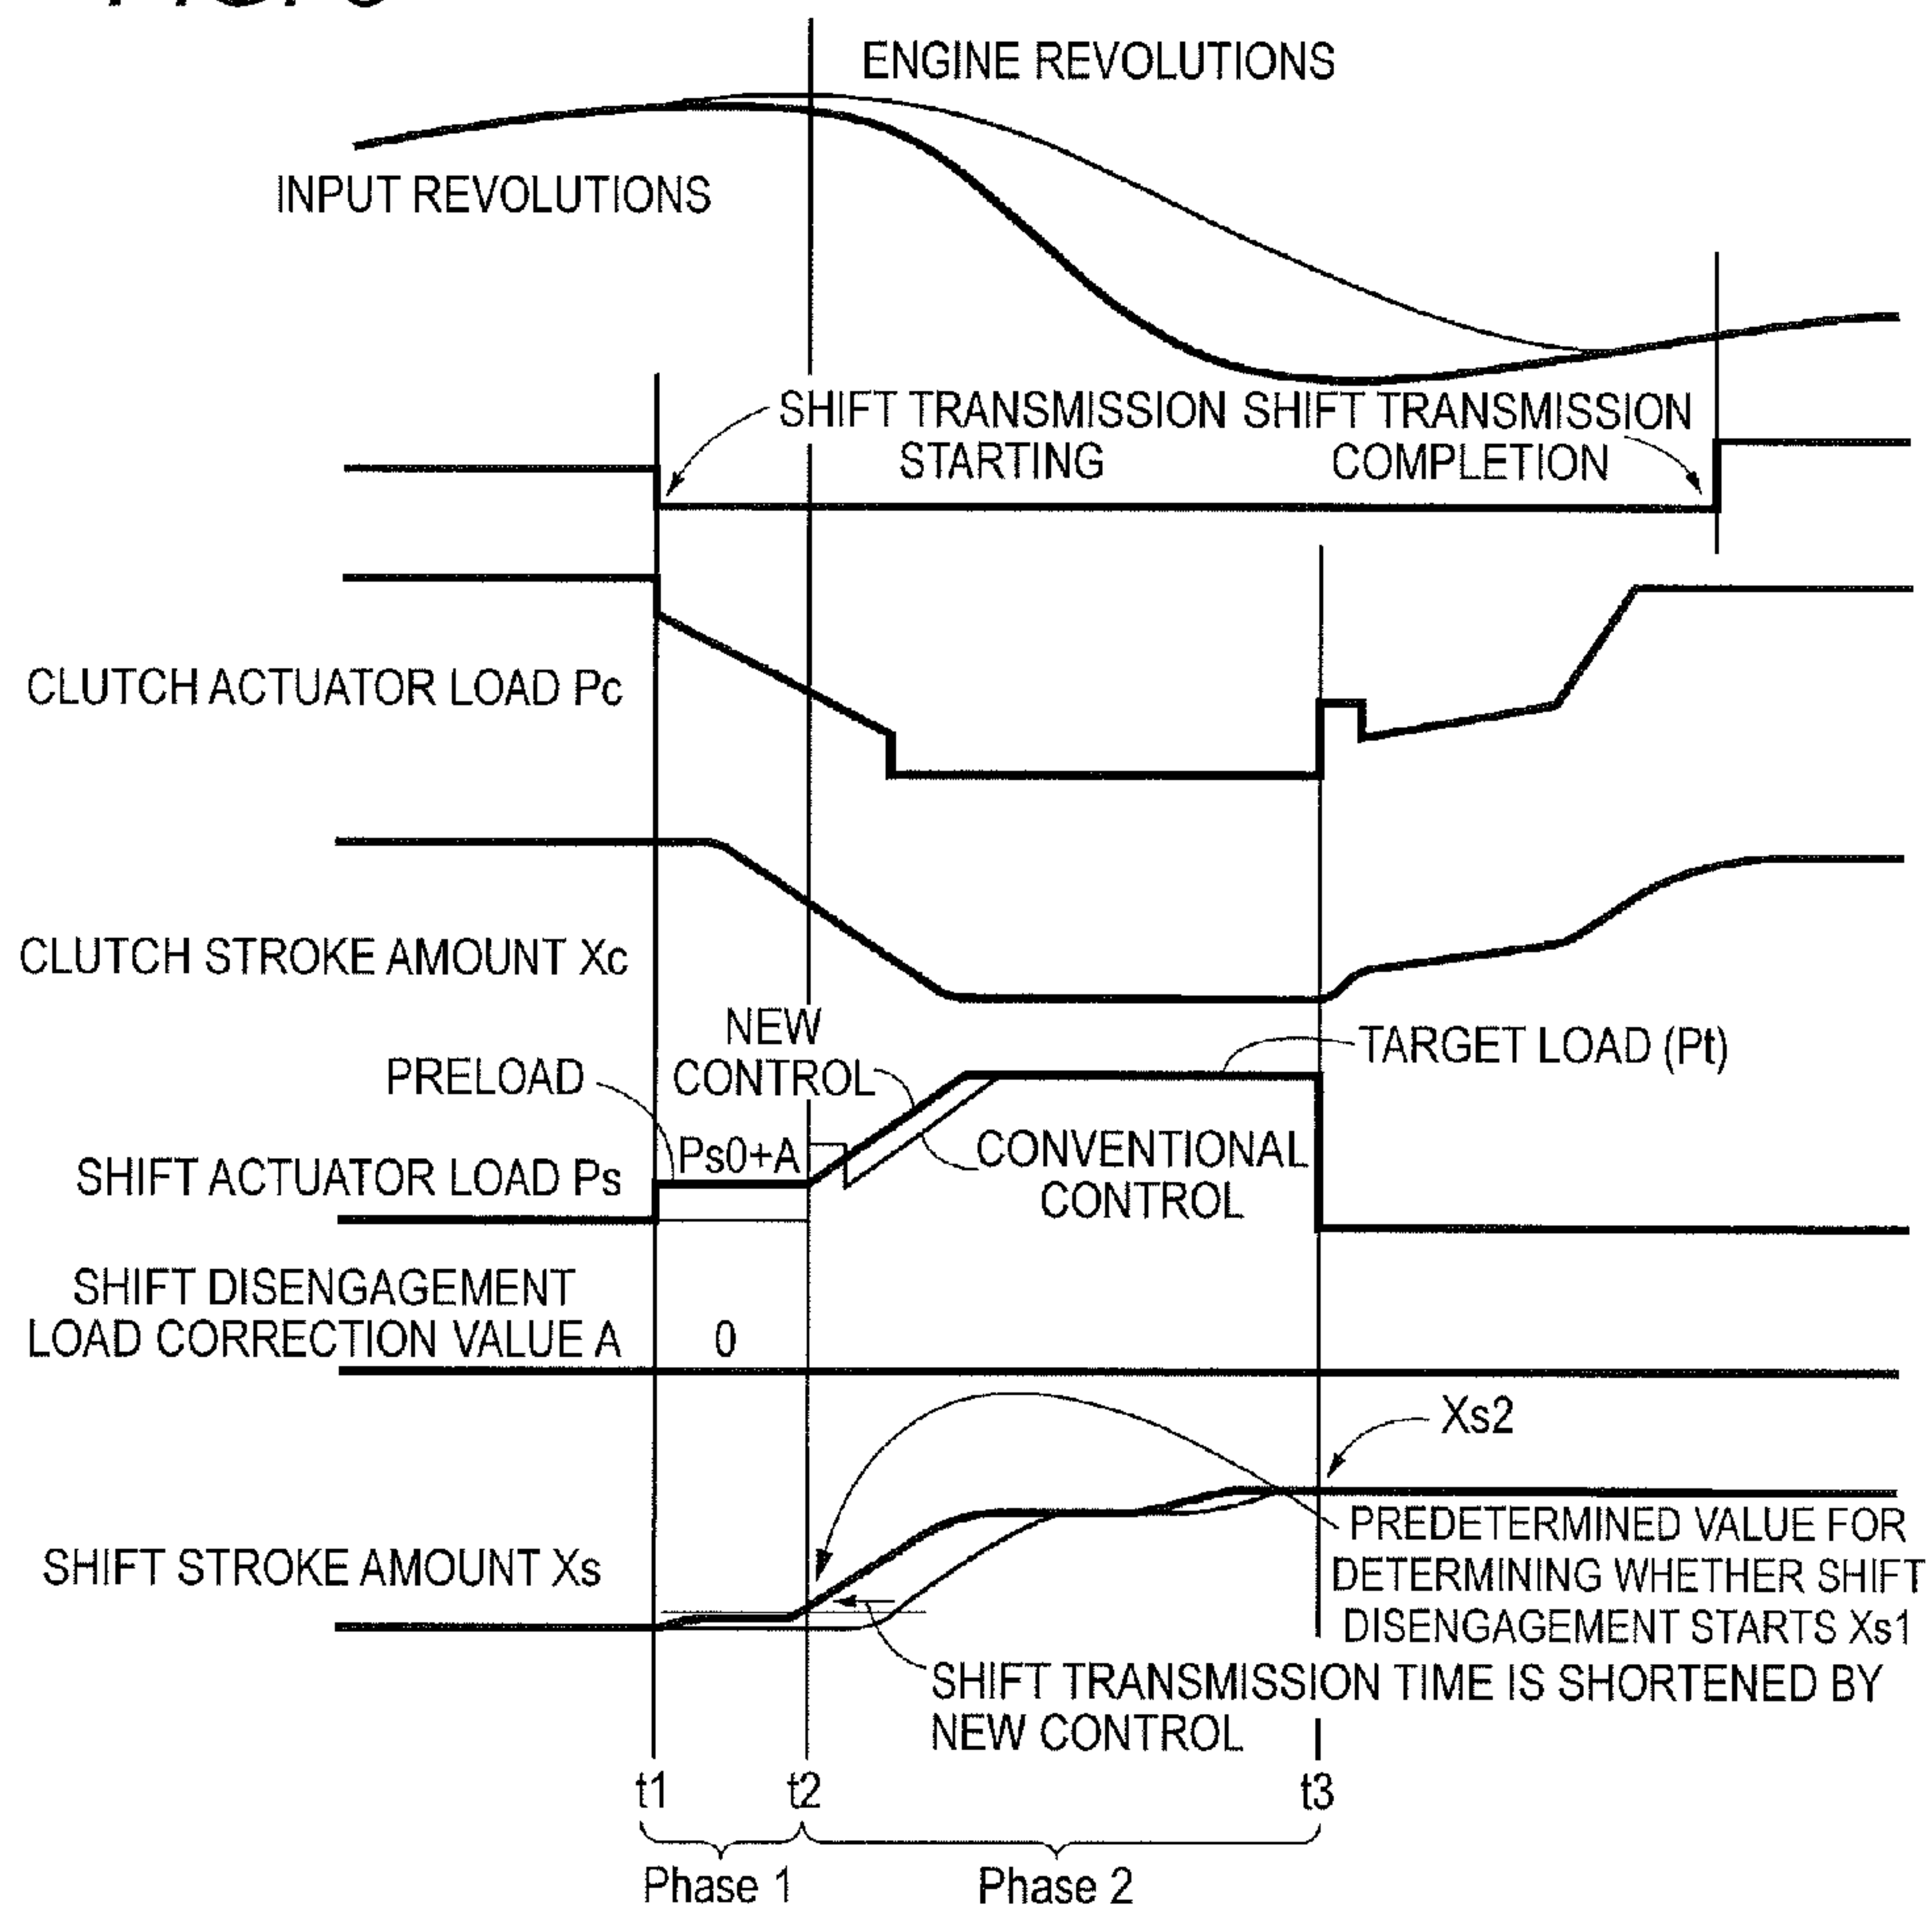 ENGINE REVOLUTIONS
INPUT REVOLUTIONS
SHIFT TRANSMISSION
STARTING
SHIFT TRANSMISSION
COMPLETION
CLUTCH ACTUATOR LOAD Pc
CLUTCH STROKE AMOUNT Xc
NEW
CONTROL
PRELOAD
TARGET LOAD (Pt)
Ps0+A
CONVENTIONAL
CONTROL
SHIFT ACTUATOR LOAD Ps
SHIFT DISENGAGEMENT
LOAD CORRECTION VALUE A
0
Xs2
PREDETERMINED VALUE FOR
DETERMINING WHETHER SHIFT
DISENGAGEMENT STARTS Xs1
SHIFT STROKE AMOUNT Xs
SHIFT TRANSMISSION TIME IS SHORTENED BY
NEW CONTROL
t1
t2
t3
Phase 1
Phase 2